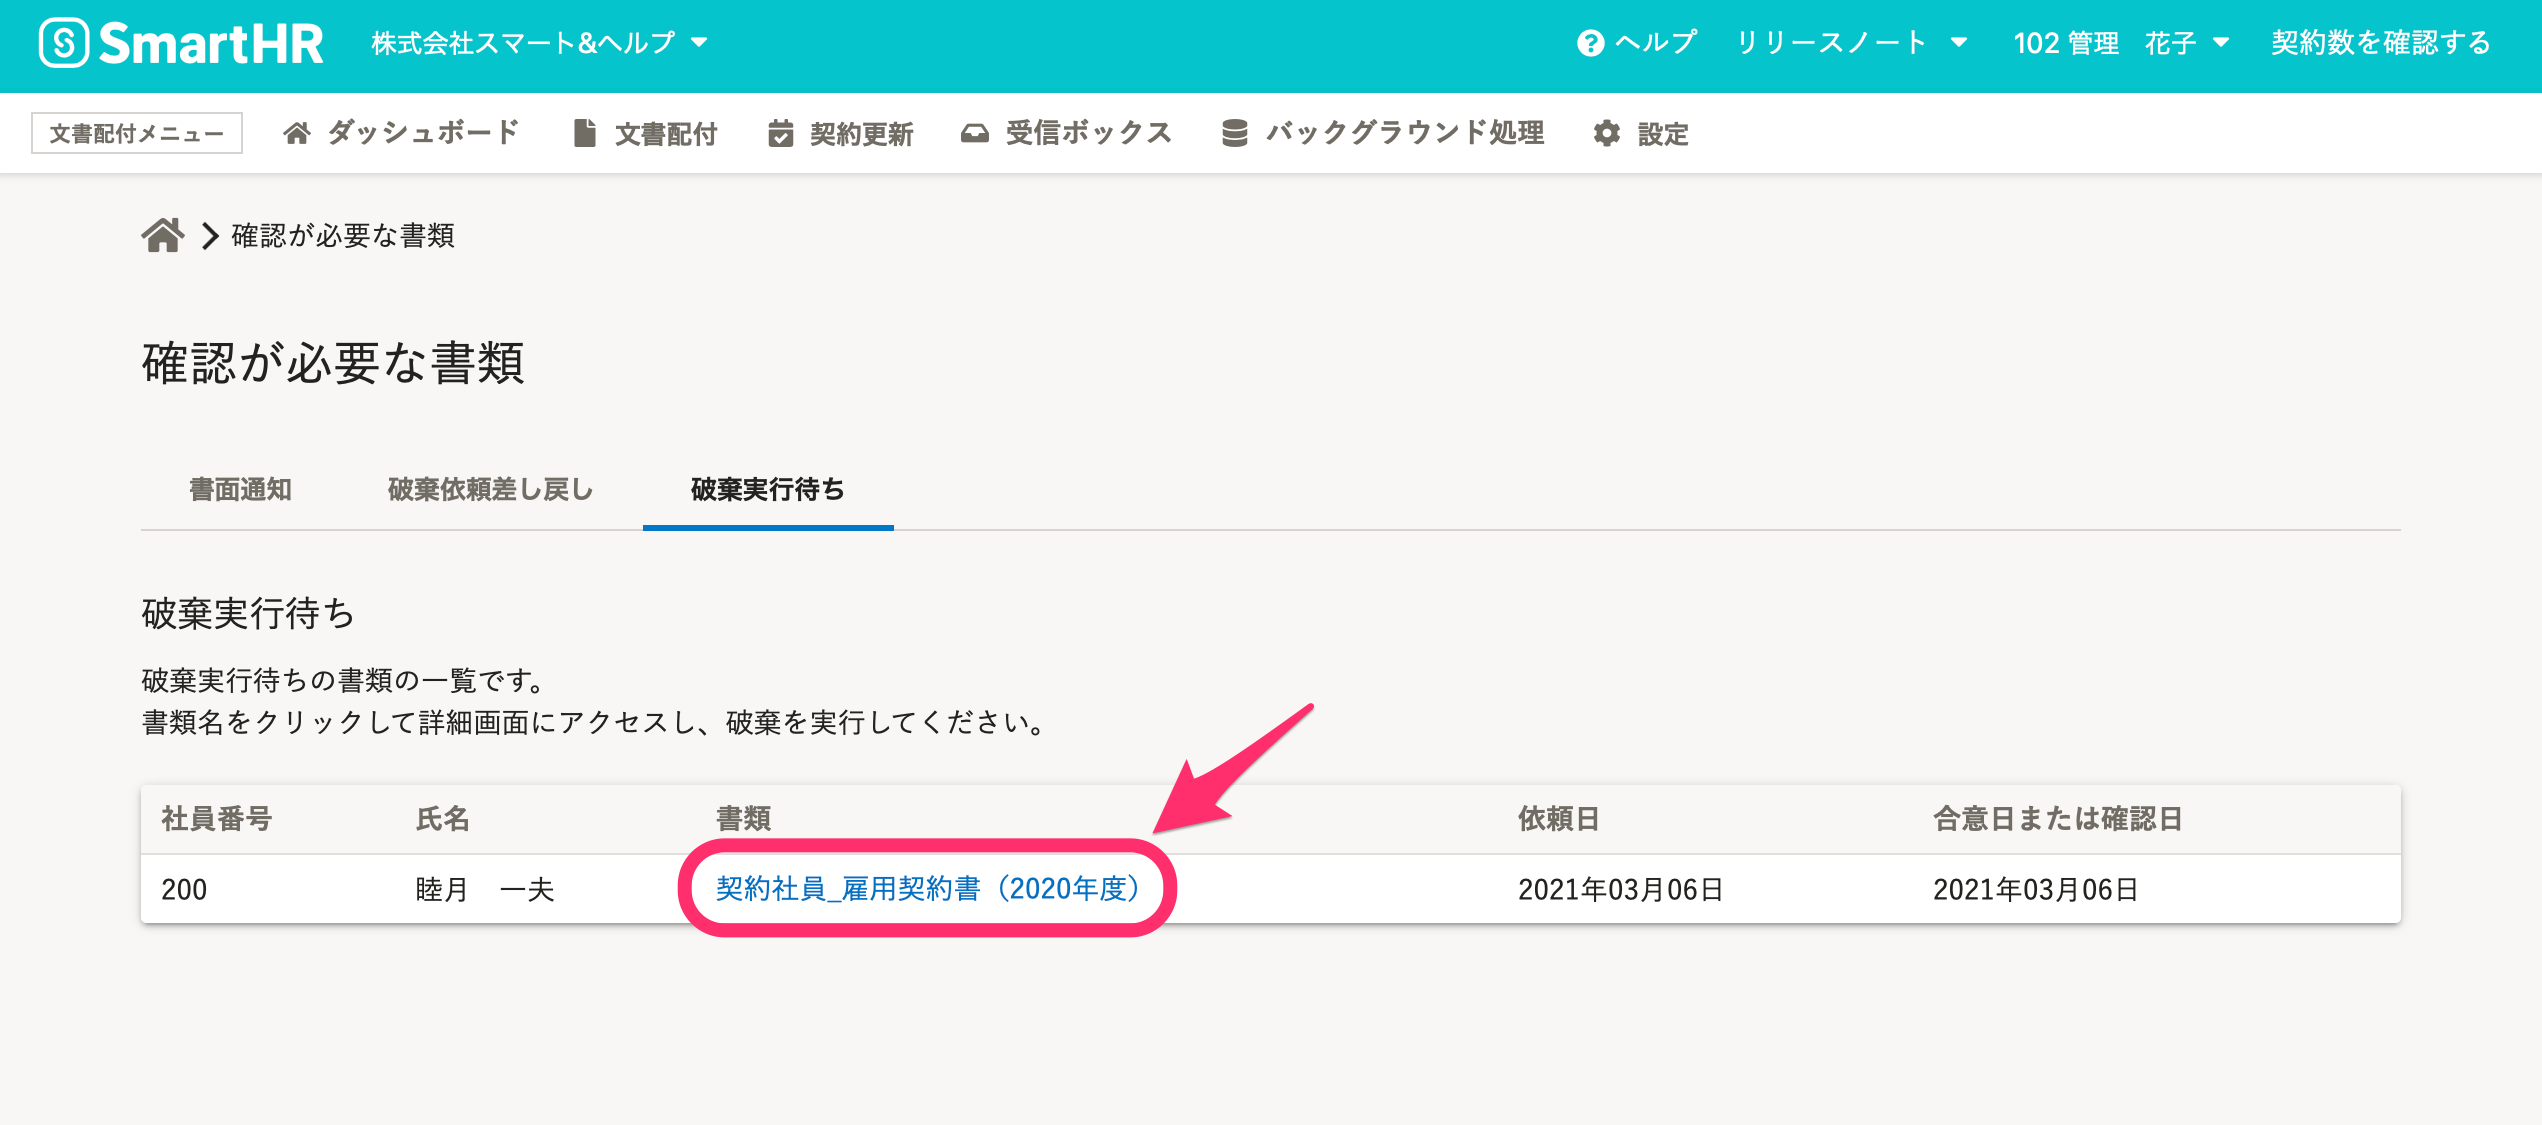 SmartHR 株式会社スマート&ヘルプ ヘルプ リリースノート 102 管理 花子 契約数を確認する
文書配付メニュー ダッシュボード 文書配付 契約更新 受信ボックス バックグラウンド処理 設定
確認が必要な書類
確認が必要な書類
書面通知 破棄依頼差し戻し 破棄実行待ち
破棄実行待ち
破棄実行待ちの書類の一覧です。
書類名をクリックして詳細画面にアクセスし、破棄を実行してください。
社員番号 氏名 書類 依頼日 合意日または確認日
200 睦月 一夫 契約社員_雇用契約書（2020年度） 2021年03月06日 2021年03月06日